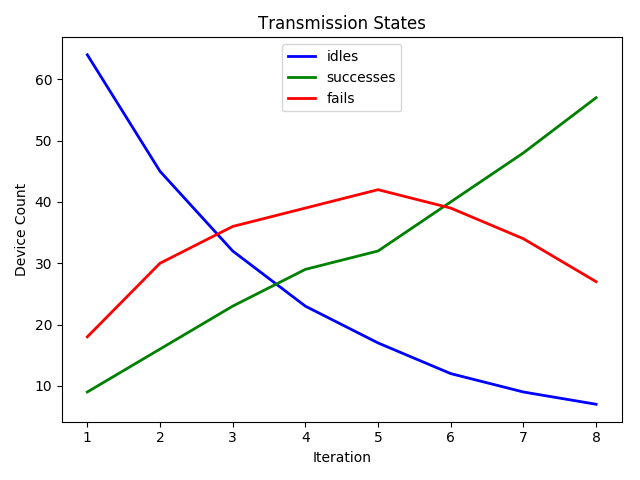 Transmission States
idles
successes
fails
Device Count
60
50
40
30
20
10
1 2 3 4 5 6 7 8
Iteration